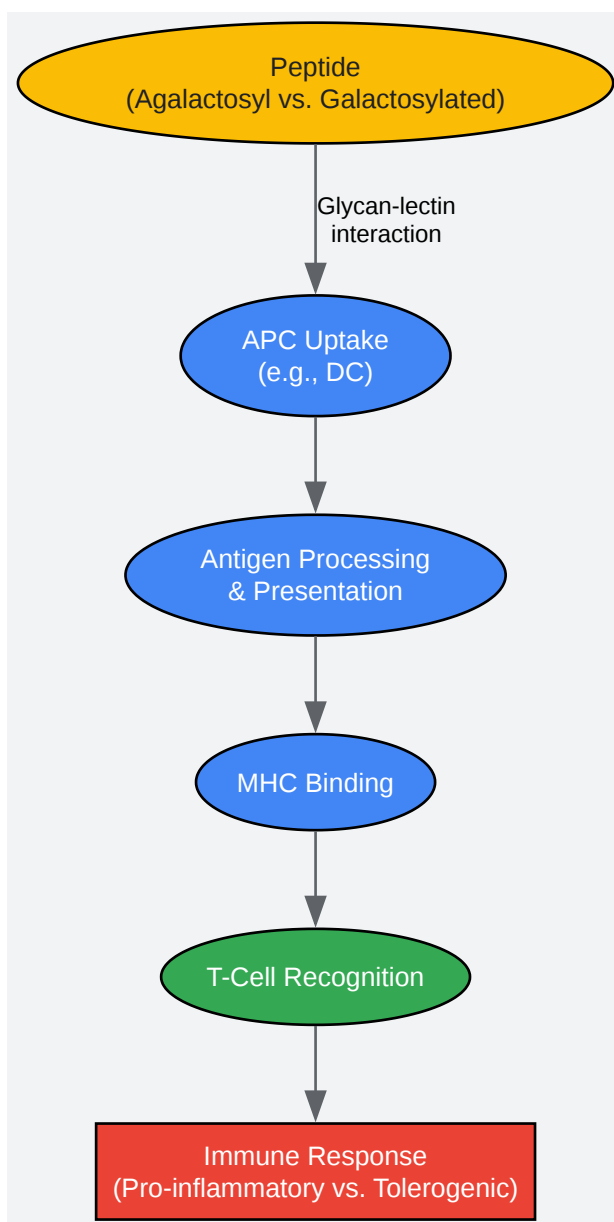 Peptide
(Agalactosyl vs. Galactosylated)
Glycan-lectin
interaction
APC Uptake
(e.g., DC)
Antigen Processing
& Presentation
MHC Binding
T-Cell Recognition
Immune Response
(Pro-inflammatory vs. Tolerogenic)